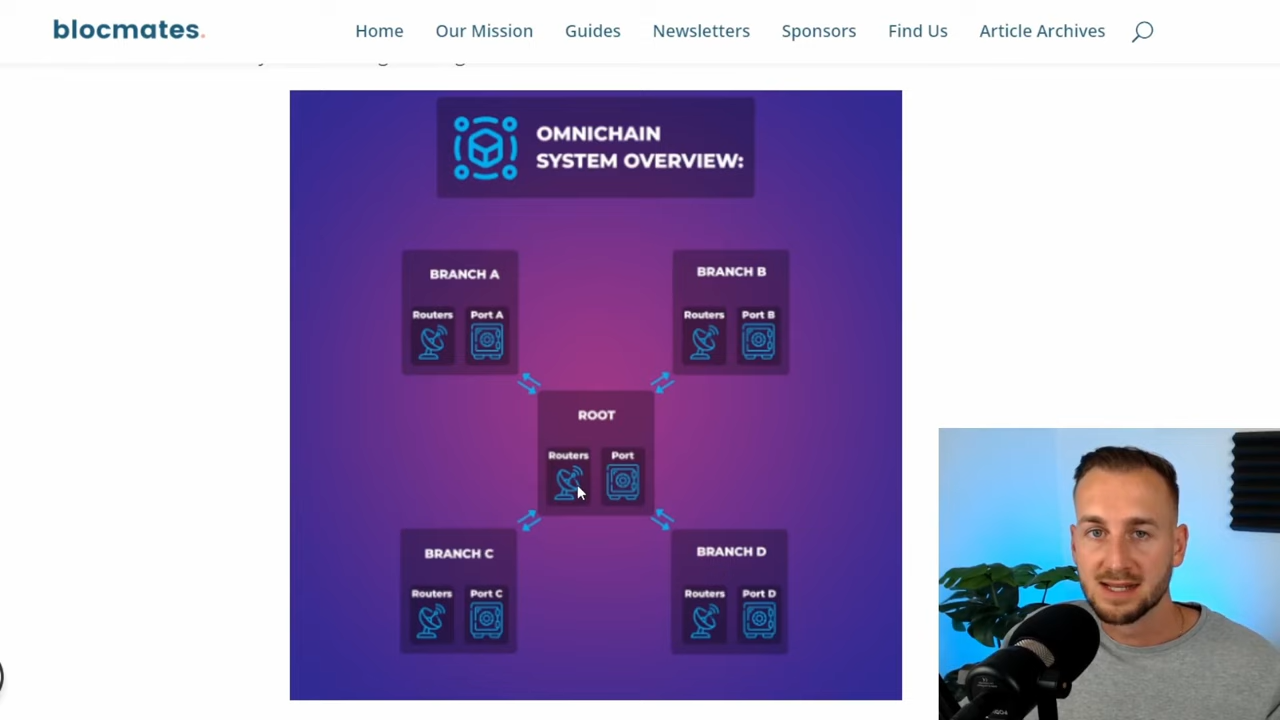 blocmates.
Home Our Mission Guides Newsletters Sponsors Find Us Article Archives
OMNICHAIN
SYSTEM OVERVIEW:
BRANCH A
Routers Port A
BRANCH B
Routers Port B
ROOT
Routers Port
BRANCH C
Routers Port C
BRANCH D
Routers Port D